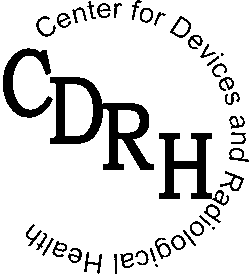 Center for Devices and Radiological Health
CDRH